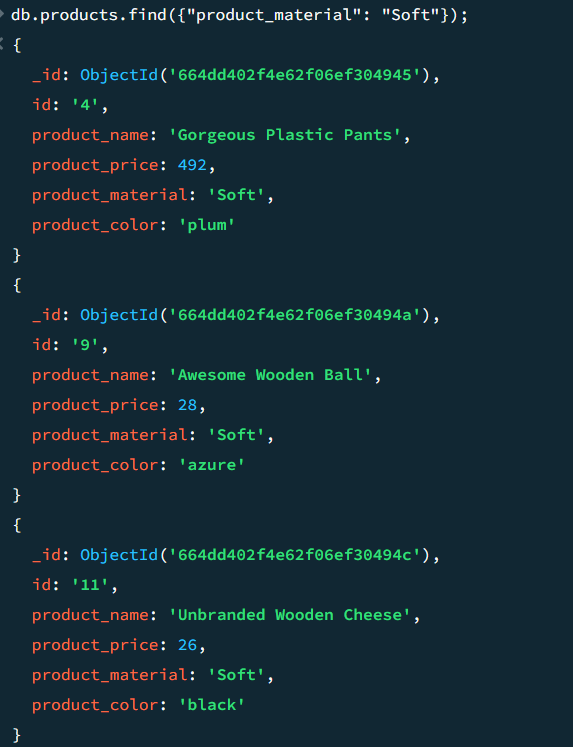 db.products.find({"product_material": "Soft"});
{
_id: ObjectId('664dd402f4e62f06ef304945'),
id: '4',
product_name: 'Gorgeous Plastic Pants',
product_price: 492,
product_material: 'Soft',
product_color: 'plum'
}
{
_id: ObjectId('664dd402f4e62f06ef30494a'),
id: '9',
product_name: 'Awesome Wooden Ball',
product_price: 28,
product_material: 'Soft',
product_color: 'azure'
}
{
_id: ObjectId('664dd402f4e62f06ef30494c'),
id: '11',
product_name: 'Unbranded Wooden Cheese',
product_price: 26,
product_material: 'Soft',
product_color: 'black'
}